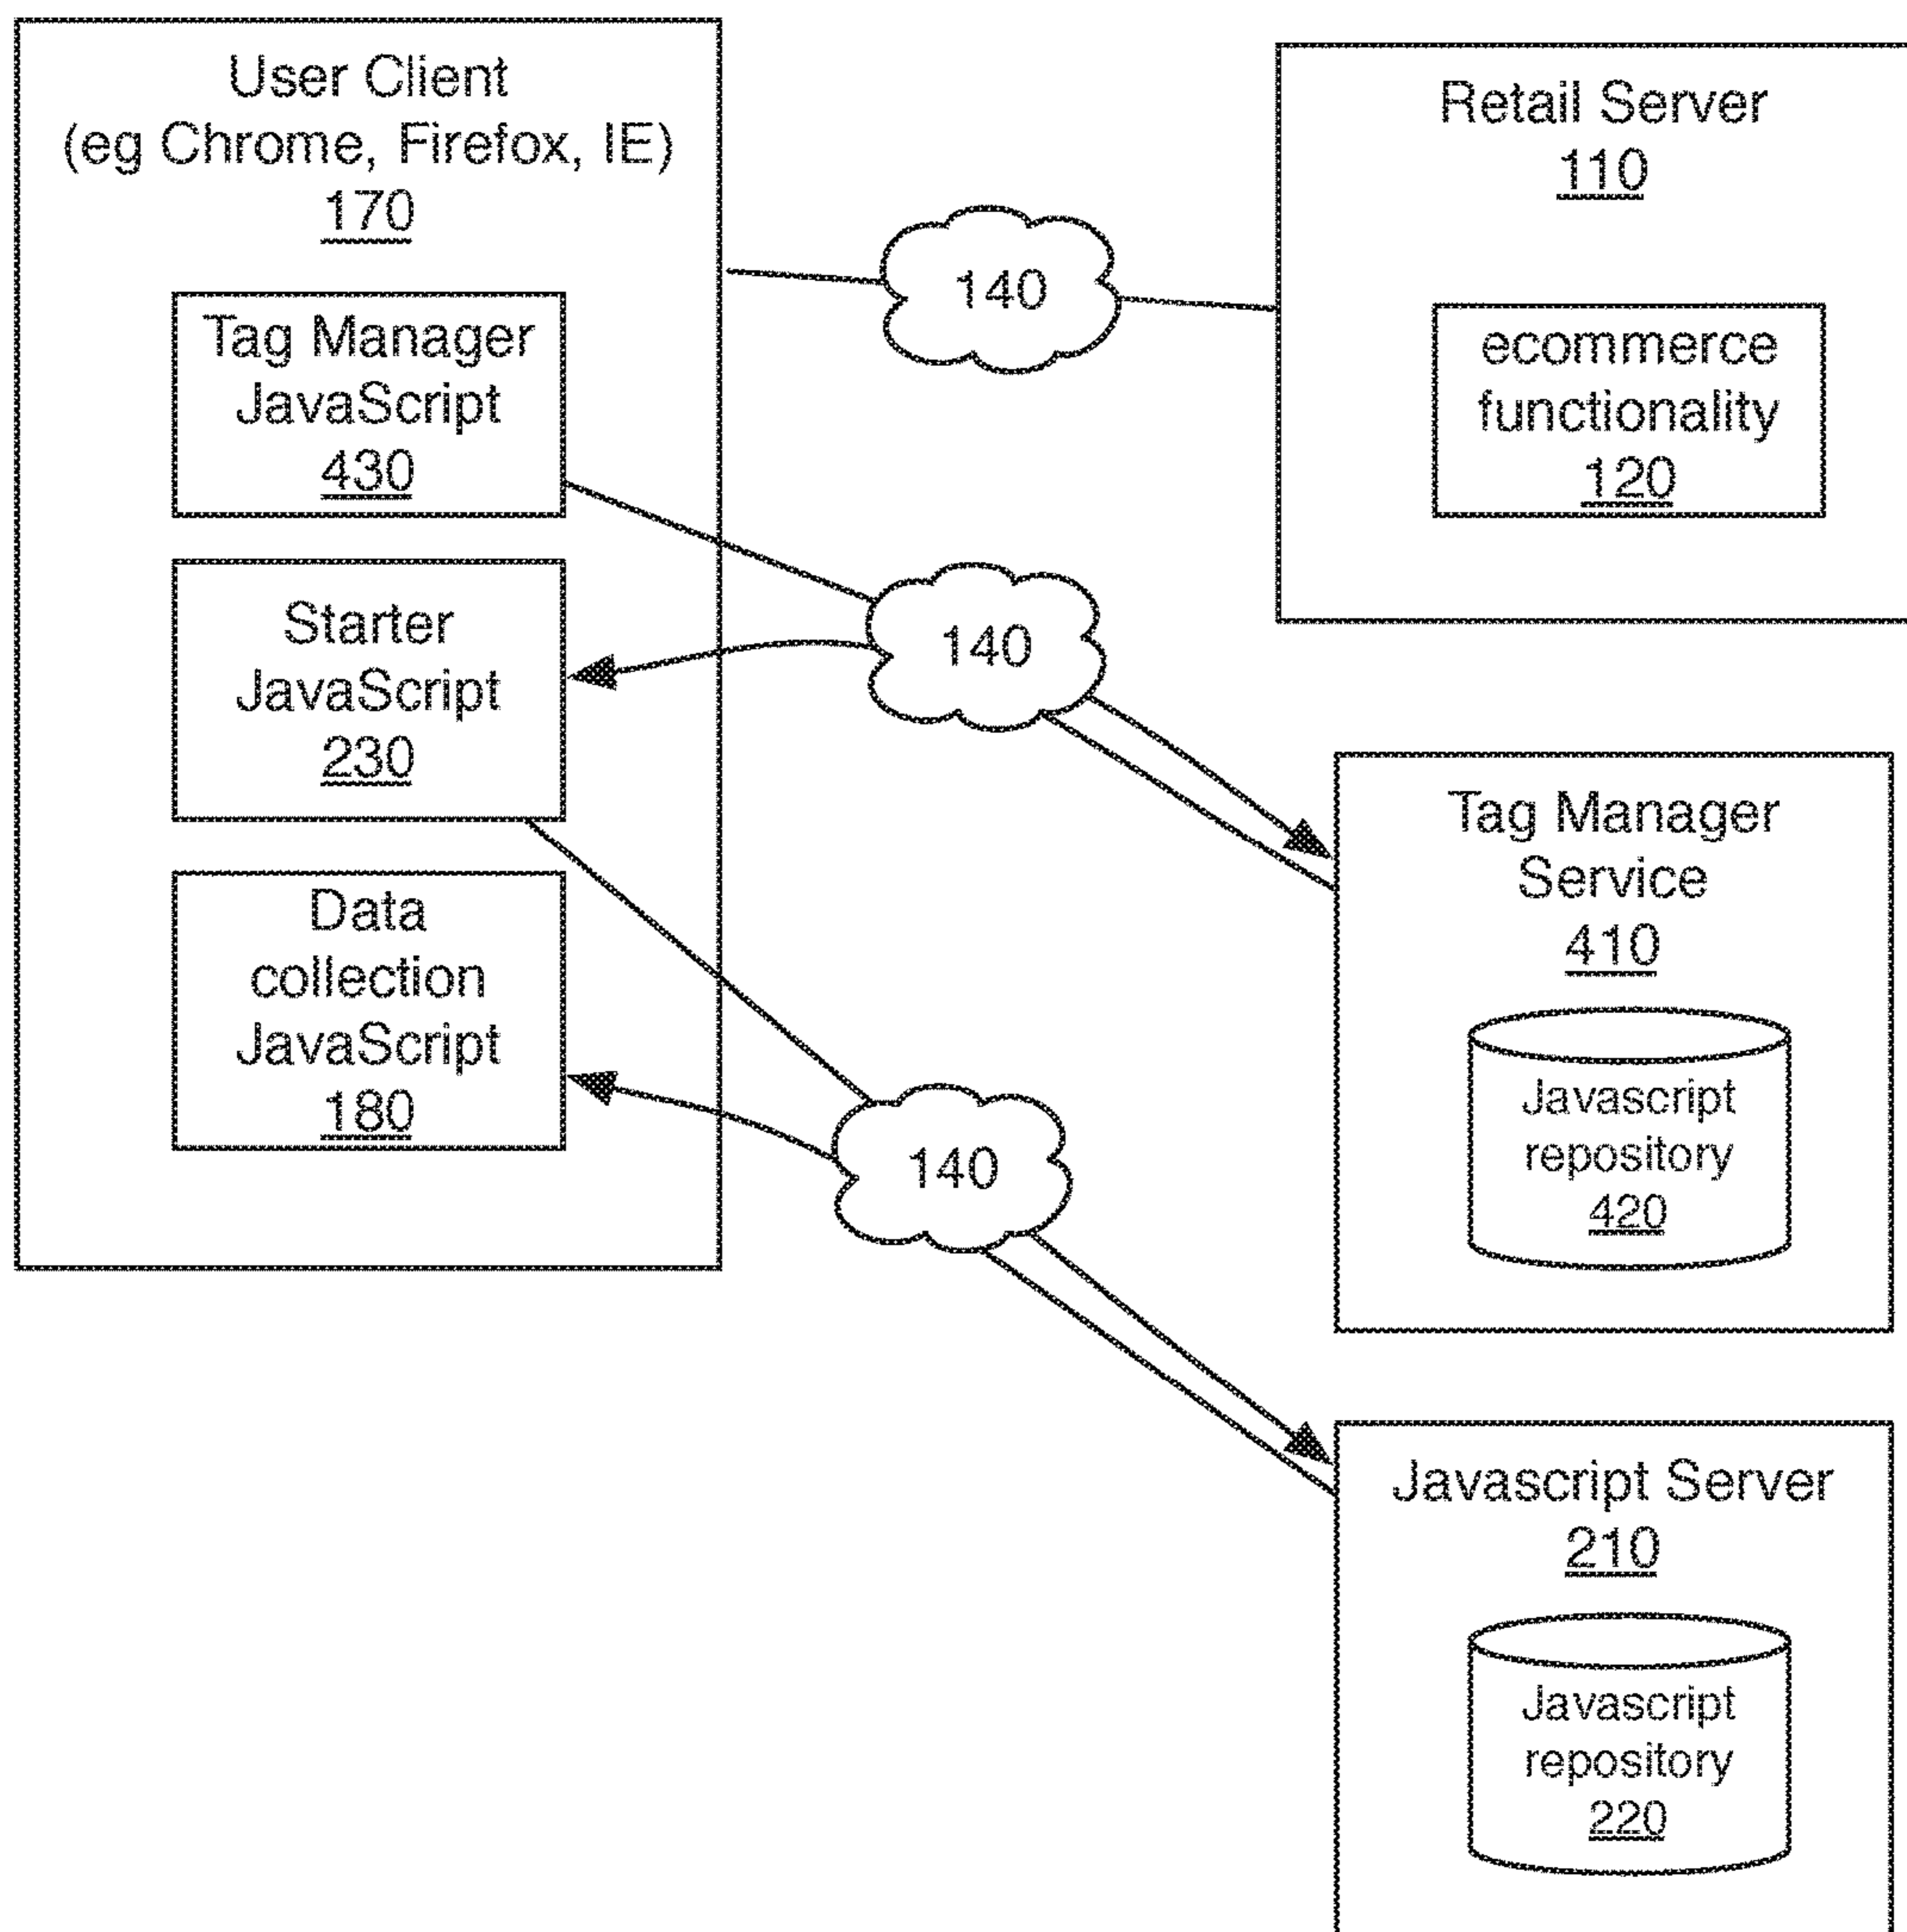 User Client
(eg Chrome, Firefox, IE)
170
Tag Manager
JavaScript
430
Starter
JavaScript
230
Data
collection
JavaScript
180
140
140
140
Retail Server
110
ecommerce
functionality
120
Tag Manager
Service
410
Javascript
repository
420
Javascript Server
210
Javascript
repository
220